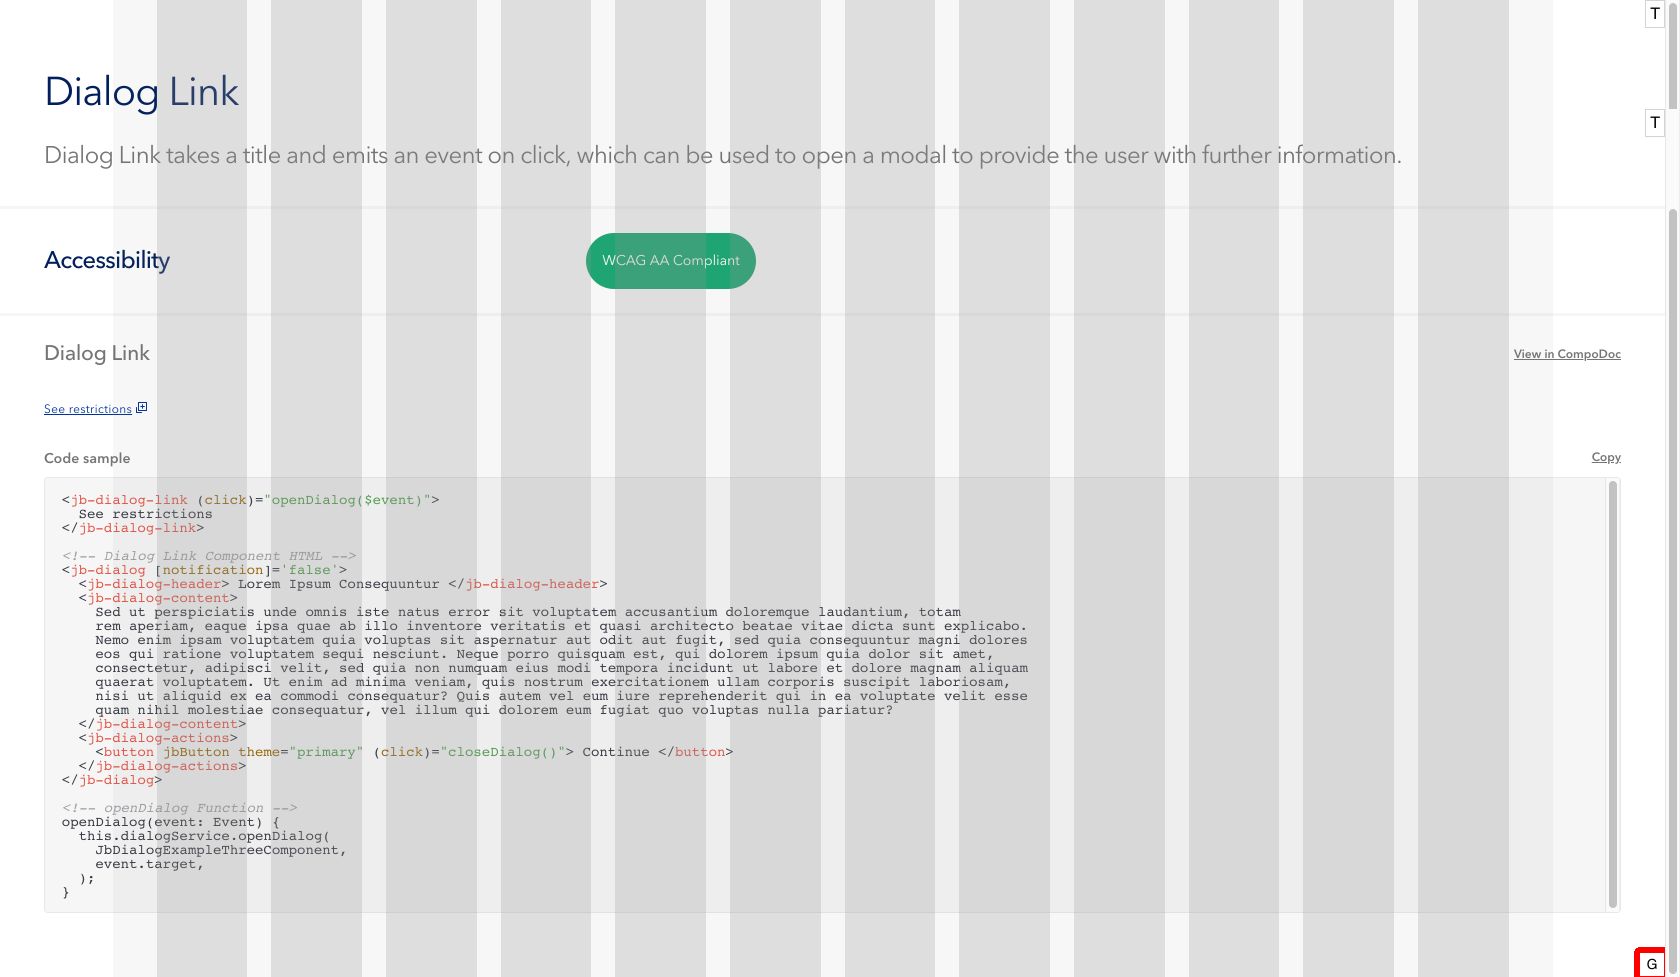 T
Dialog Link
T
Dialog Link takes a title and emits an event on click, which can be used to open a modal to provide the user with further information.
Accessibility
WCAG AA Compliant
Dialog Link
View in CompoDoc
See restrictions
Code sample
Copy
<jb-dialog-link (click)="openDialog($event)">
  See restrictions
</jb-dialog-link>
<!-- Dialog Link Component HTML -->
<jb-dialog [notification]='false'>
  <jb-dialog-header> Lorem Ipsum Consequuntur </jb-dialog-header>
  <jb-dialog-content>
    Sed ut perspiciatis unde omnis iste natus error sit voluptatem accusantium doloremque laudantium, totam
    rem aperiam, eaque ipsa quae ab illo inventore veritatis et quasi architecto beatae vitae dicta sunt explicabo.
    Nemo enim ipsam voluptatem quia voluptas sit aspernatur aut odit aut fugit, sed quia consequuntur magni dolores
    eos qui ratione voluptatem sequi nesciunt. Neque porro quisquam est, qui dolorem ipsum quia dolor sit amet,
    consectetur, adipisci velit, sed quia non numquam eius modi tempora incidunt ut labore et dolore magnam aliquam
    quaerat voluptatem. Ut enim ad minima veniam, quis nostrum exercitationem ullam corporis suscipit laboriosam,
    nisi ut aliquid ex ea commodi consequatur? Quis autem vel eum iure reprehenderit qui in ea voluptate velit esse
    quam nihil molestiae consequatur, vel illum qui dolorem eum fugiat quo voluptas nulla pariatur?
  </jb-dialog-content>
  <jb-dialog-actions>
    <button jbButton theme="primary" (click)="closeDialog()"> Continue </button>
  </jb-dialog-actions>
</jb-dialog>
<!-- openDialog Function -->
openDialog(event: Event) {
  this.dialogService.openDialog(
    JbDialogExampleThreeComponent,
    event.target,
  );
}
G